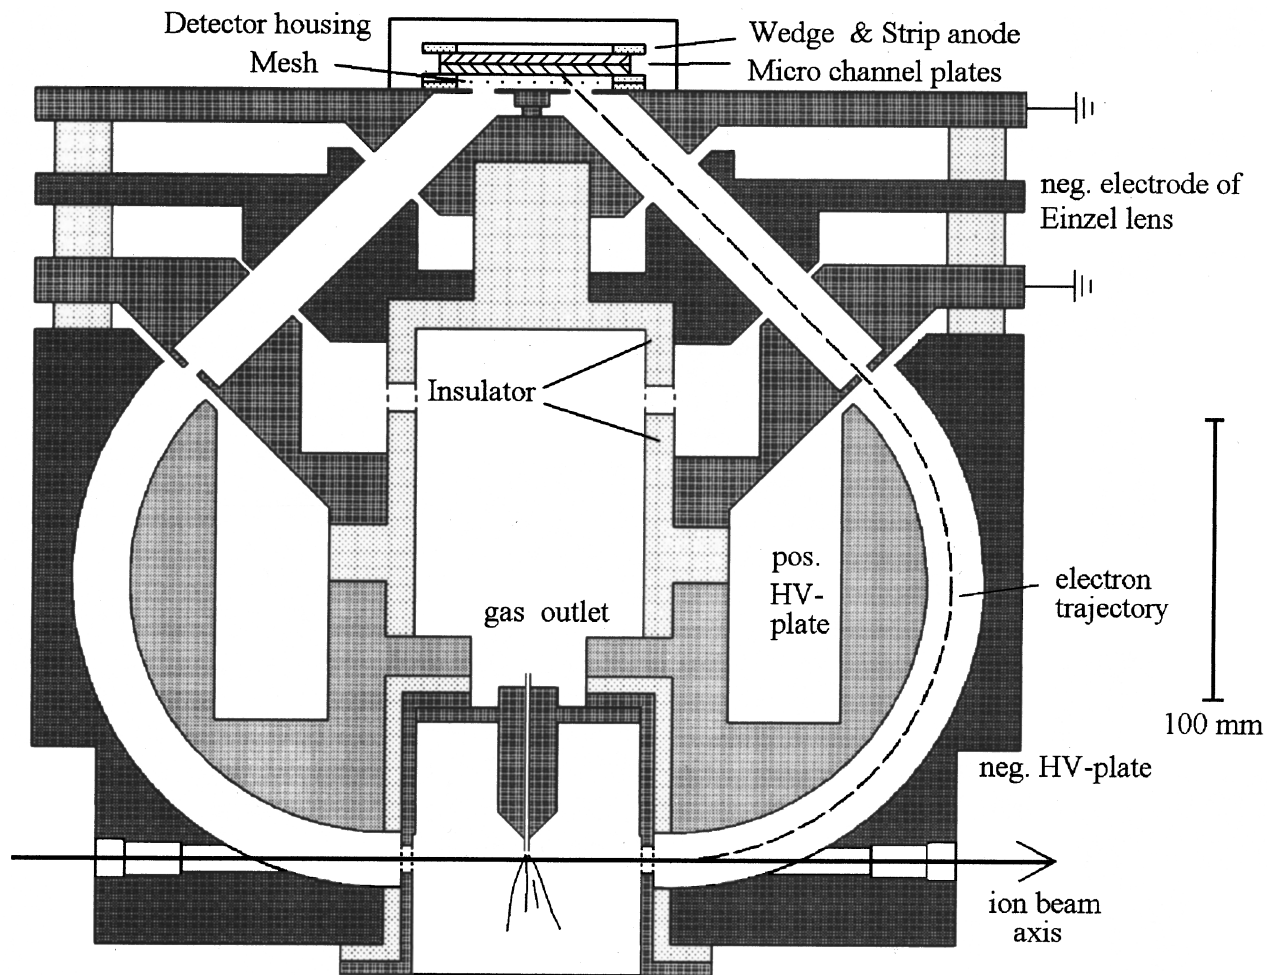 Detector housing
Mesh
Wedge & Strip anode
Micro channel plates
neg. electrode of
Einzel lens
Insulator
pos.
HV-
plate
gas outlet
electron
trajectory
100 mm
neg. HV-plate
ion beam
axis